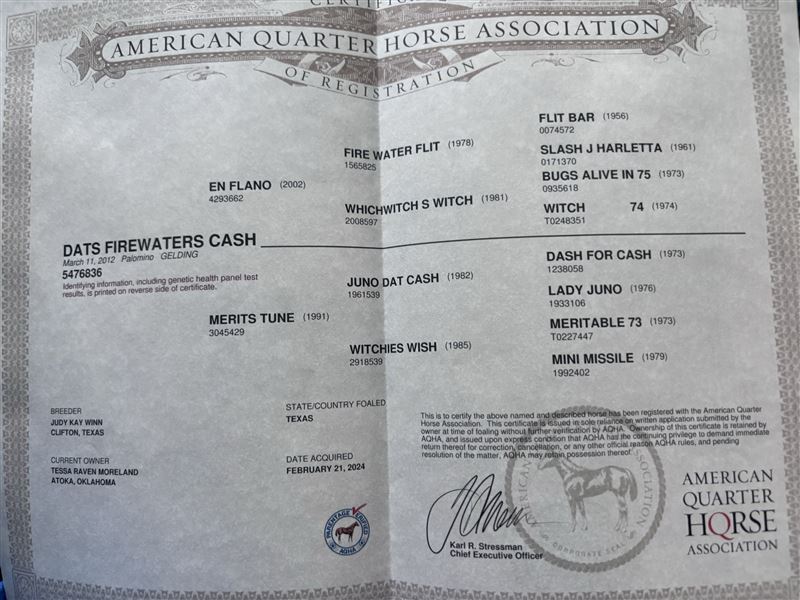 CERTIFICATE
AMERICAN QUARTER HORSE ASSOCIATION
OF REGISTRATION
FLIT BAR (1956)
0074572
FIRE WATER FLIT (1978)
1565825
SLASH J HARLETTA (1961)
0171370
EN FLANO (2002)
4293662
BUGS ALIVE IN 75 (1973)
0935618
WHICHWITCH S WITCH (1981)
2008597
WITCH 74 (1974)
T0248351
DATS FIREWATERS CASH
March 11, 2012 Palomino GELDING
5476836
Identifying information, including genetic health panel test
results, is printed on reverse side of certificate.
DASH FOR CASH (1973)
1238058
JUNO DAT CASH (1982)
1961539
LADY JUNO (1976)
1933106
MERITS TUNE (1991)
3045429
MERITABLE 73 (1973)
T0227447
WITCHIES WISH (1985)
2918539
MINI MISSILE (1979)
1992402
BREEDER
JUDY KAY WINN
CLIFTON, TEXAS
STATE/COUNTRY FOALED
TEXAS
CURRENT OWNER
TESSA RAVEN MORELAND
ATOKA, OKLAHOMA
DATE ACQUIRED
FEBRUARY 21, 2024
This is to certify the above named and described horse has been registered with the American Quarter
Horse Association. This certificate is issued in sole reliance on written application submitted by the
owner at time of foaling without further verification by AQHA. Ownership of this certificate is retained by
AQHA, and issued upon express condition that AQHA has the continuing privilege to demand immediate
return thereof for correction, cancellation, or any other official reason AQHA rules, and pending
resolution of the matter, AQHA may retain possession thereof.
PARENTAGE VERIFIED
AQHA
Karl R. Stressman
Chief Executive Officer
CORPORATE SEAL
AMERICAN
QUARTER
HORSE
ASSOCIATION